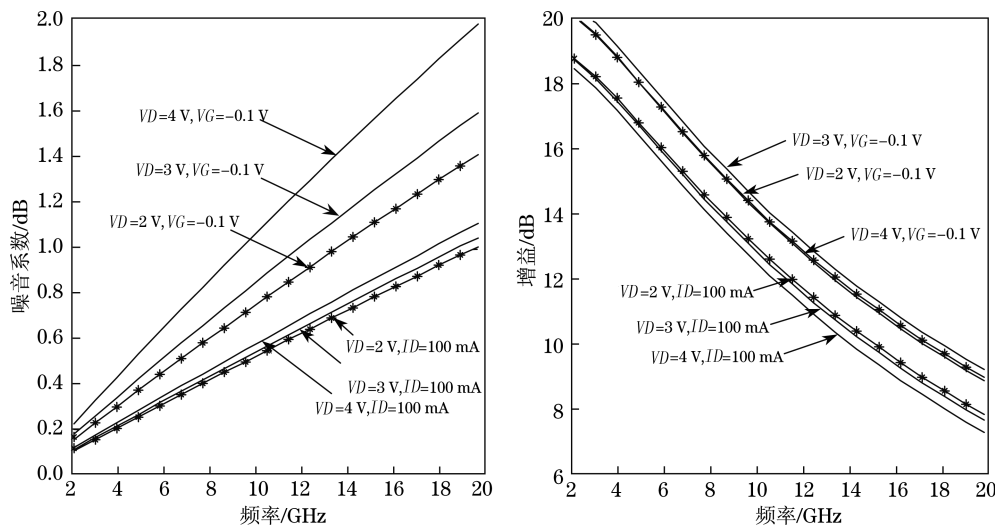 2.0
1.8
1.6
1.4
1.2
1.0
0.8
0.6
0.4
0.2
0.0
噪音系数/dB
VD=4 V,VG=-0.1 V
VD=3 V,VG=-0.1 V
VD=2 V,VG=-0.1 V
VD=2 V,ID=100 mA
VD=3 V,ID=100 mA
VD=4 V,ID=100 mA
2 4 6 8 10 12 14 16 18 20
频率/GHz
20
18
16
14
12
10
8
6
增益/dB
VD=3 V,VG=-0.1 V
VD=2 V,VG=-0.1 V
VD=4 V,VG=-0.1 V
VD=2 V,ID=100 mA
VD=3 V,ID=100 mA
VD=4 V,ID=100 mA
2 4 6 8 10 12 14 16 18 20
频率/GHz